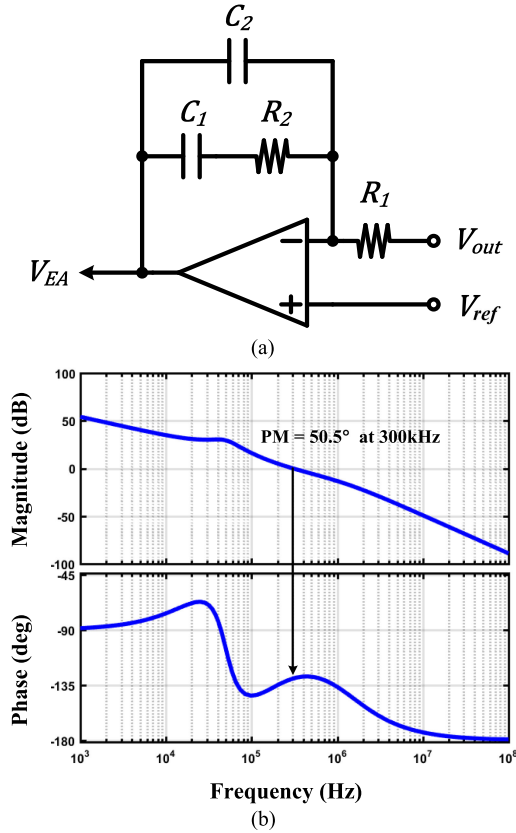 C2
C1
R2
R1
Vout
VEA
Vref
(a)
100
50
0
-50
-100
Magnitude (dB)
PM = 50.5° at 300kHz
-45
-90
-135
-180
Phase (deg)
10^3
10^4
10^5
10^6
10^7
10^8
Frequency (Hz)
(b)